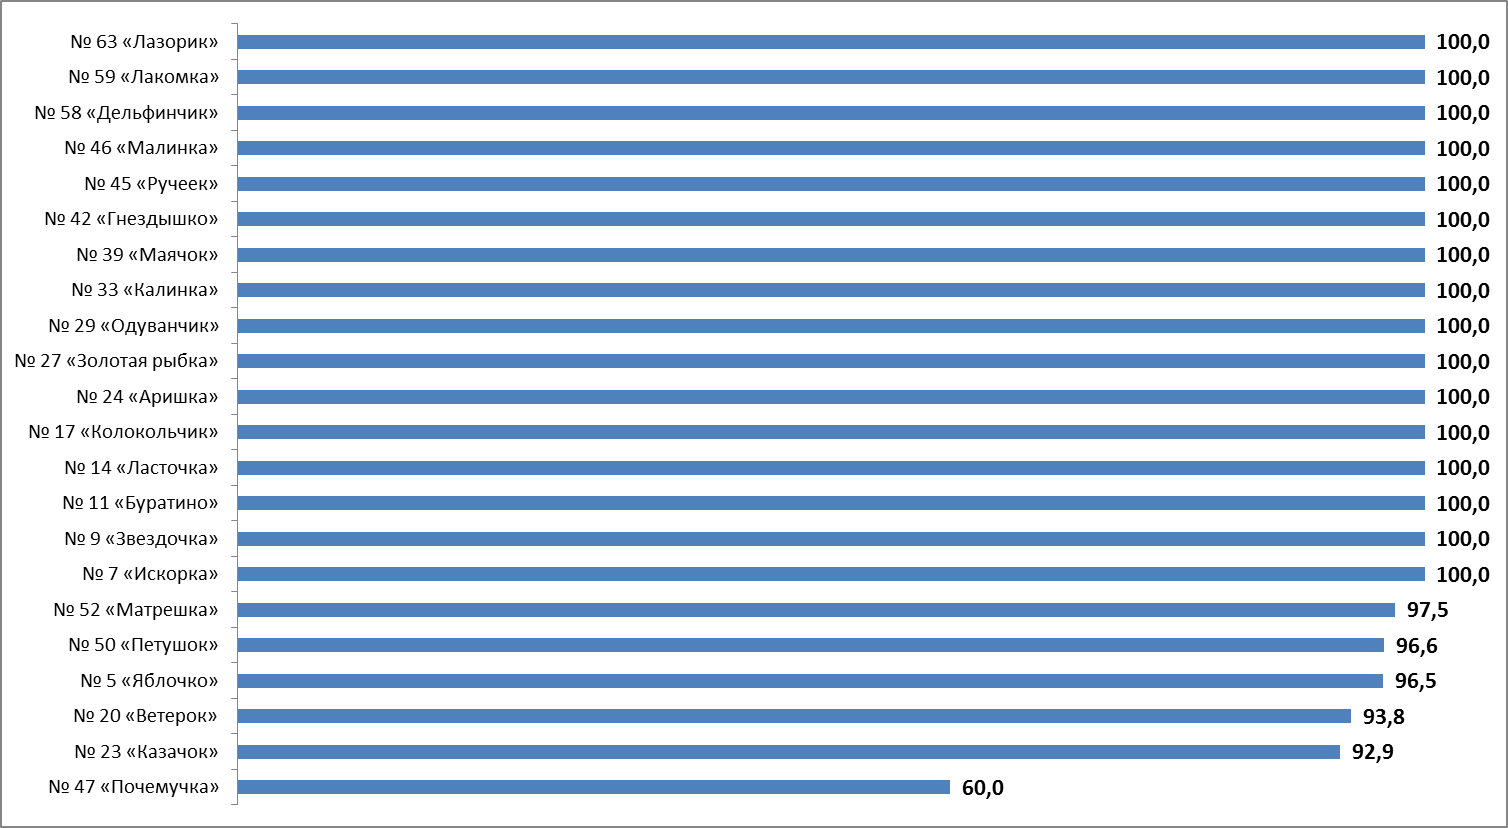 № 63 «Лазорик» 100,0
№ 59 «Лакомка» 100,0
№ 58 «Дельфинчик» 100,0
№ 46 «Малинка» 100,0
№ 45 «Ручеек» 100,0
№ 42 «Гнездышко» 100,0
№ 39 «Маячок» 100,0
№ 33 «Калинка» 100,0
№ 29 «Одуванчик» 100,0
№ 27 «Золотая рыбка» 100,0
№ 24 «Аришка» 100,0
№ 17 «Колокольчик» 100,0
№ 14 «Ласточка» 100,0
№ 11 «Буратино» 100,0
№ 9 «Звездочка» 100,0
№ 7 «Искорка» 100,0
№ 52 «Матрешка» 97,5
№ 50 «Петушок» 96,6
№ 5 «Яблочко» 96,5
№ 20 «Ветерок» 93,8
№ 23 «Казачок» 92,9
№ 47 «Почемучка» 60,0